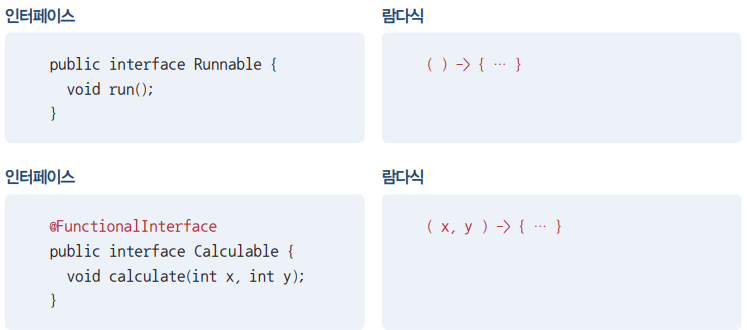 인터페이스
public interface Runnable {
void run();
}
람다식
( ) -> { … }
인터페이스
@FunctionalInterface
public interface Calculable {
void calculate(int x, int y);
}
람다식
( x, y ) -> { … }